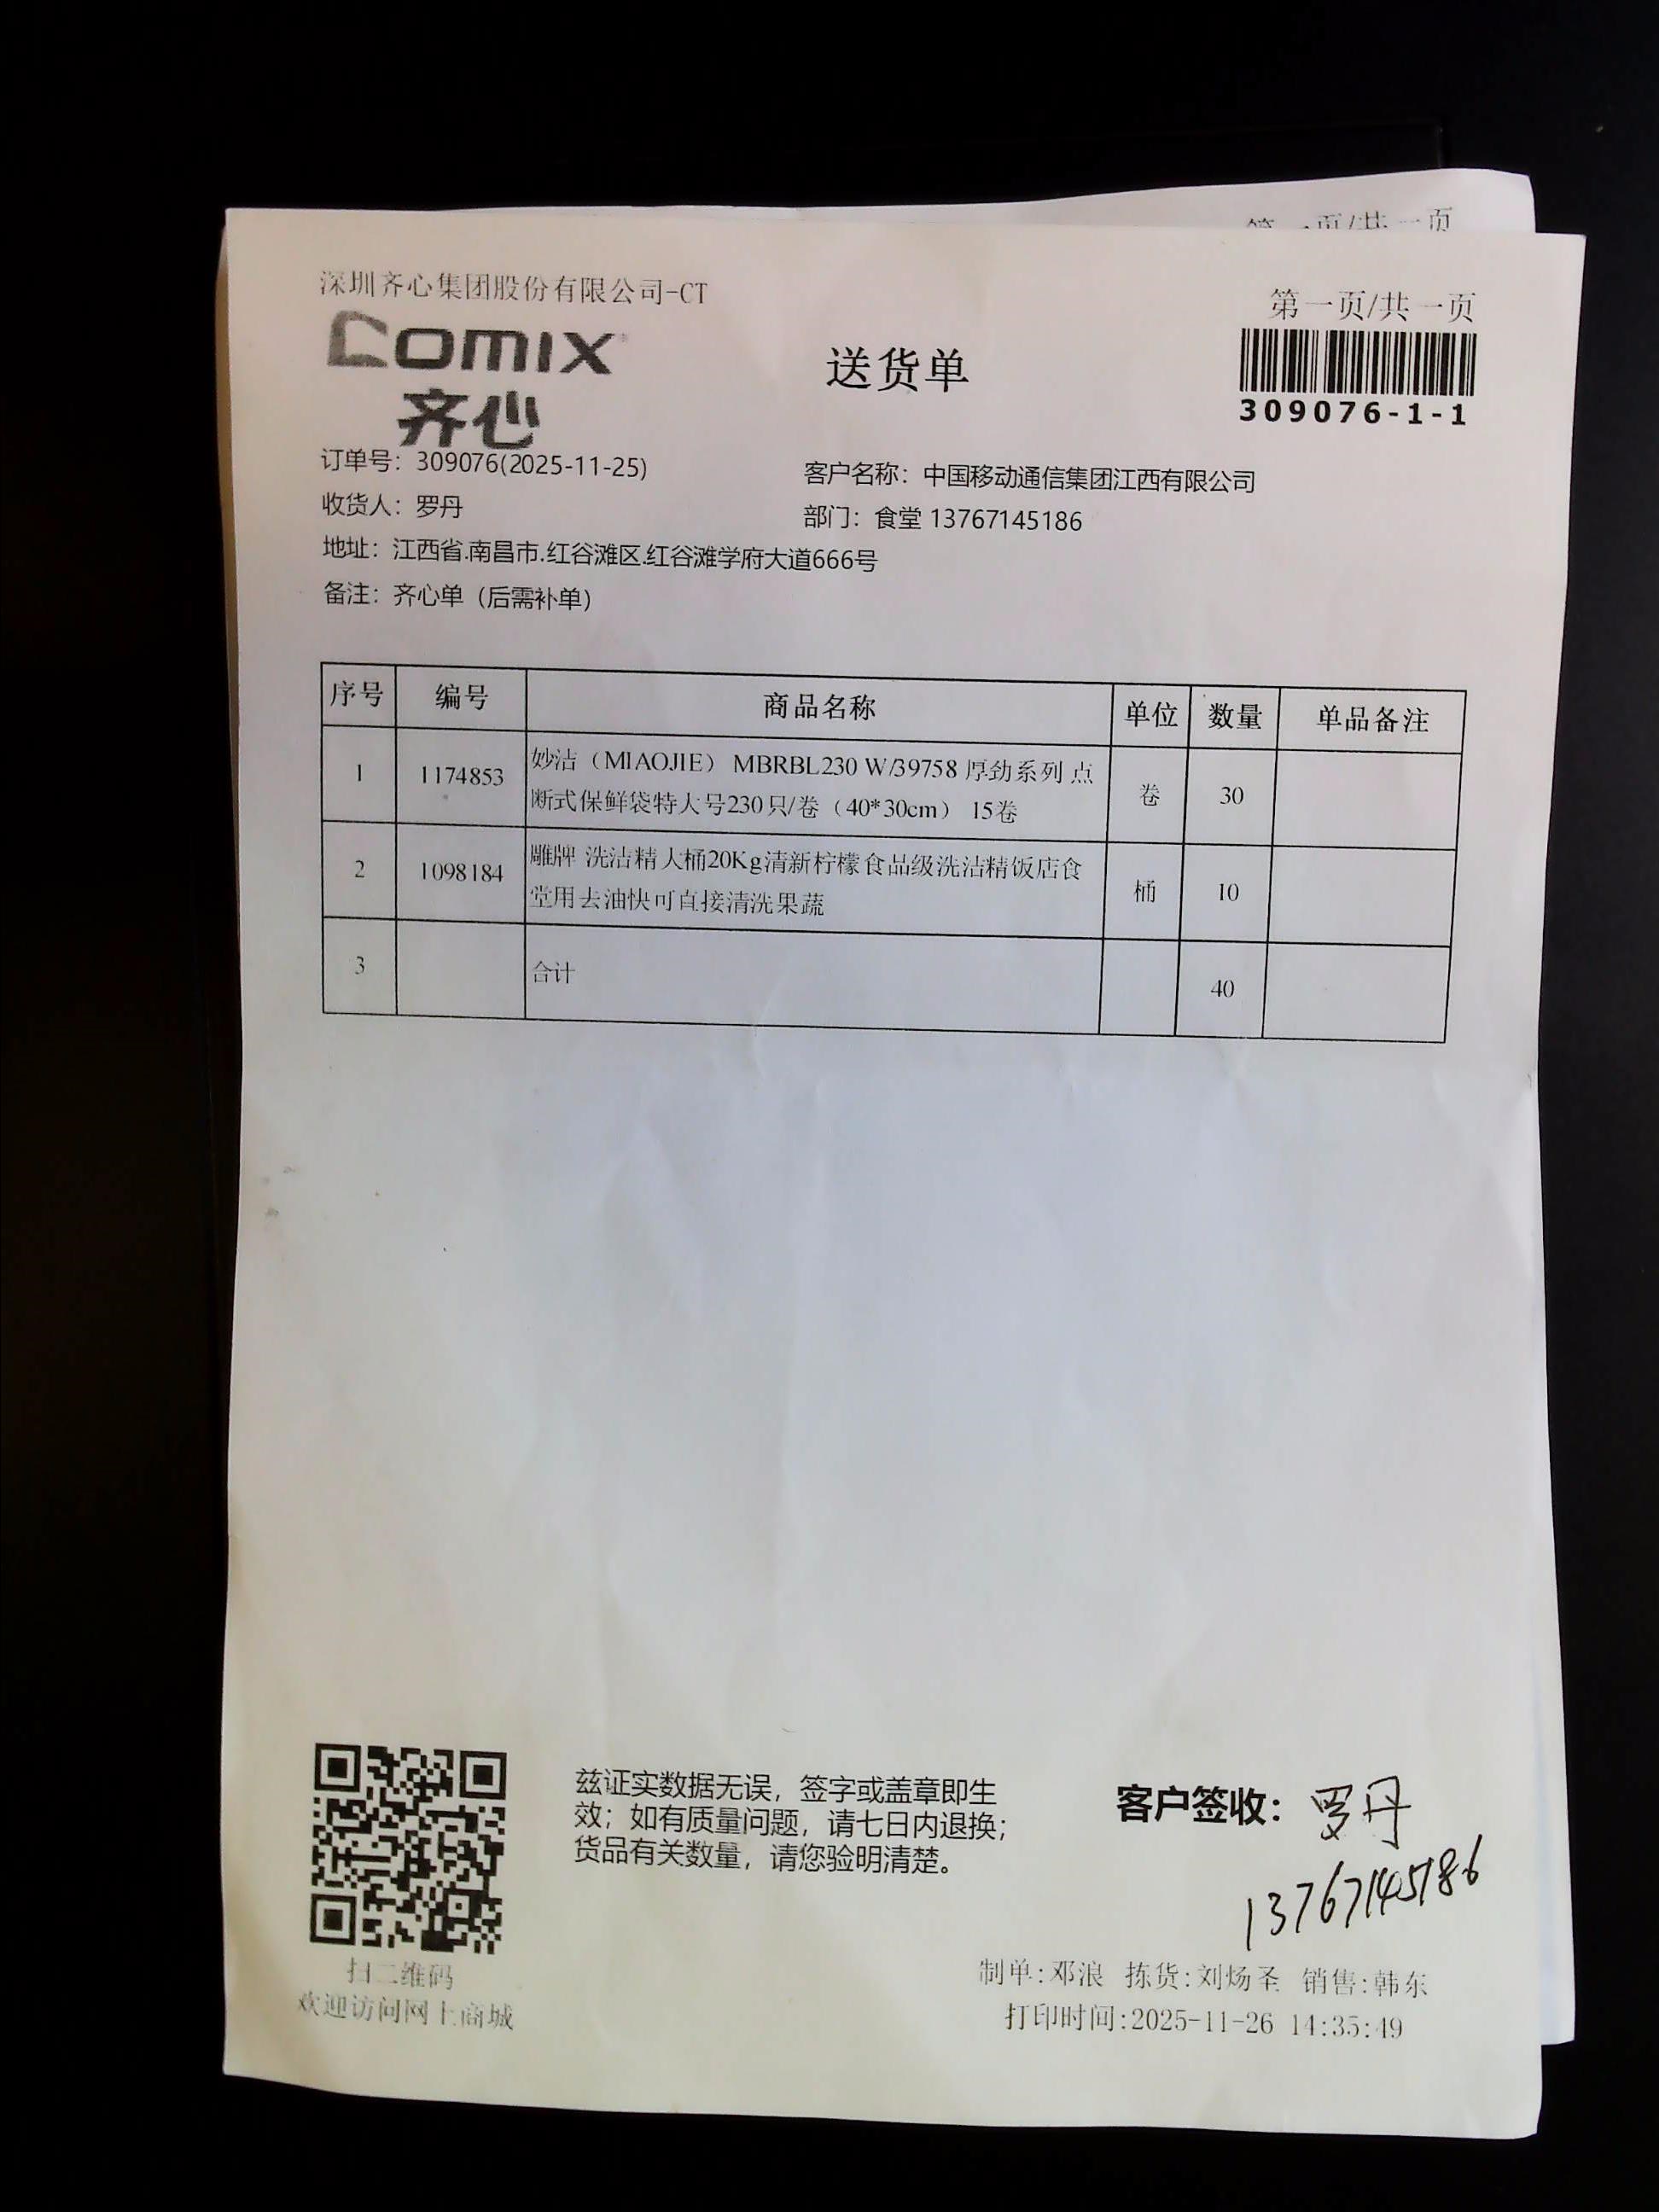 第一页/共一页
深圳齐心集团股份有限公司-CT
第一页/共一页
comix
齐心
送货单
309076-1-1
订单号：309076(2025-11-25)
客户名称：中国移动通信集团江西有限公司
收货人：罗丹
部门：食堂 13767145186
地址：江西省.南昌市.红谷滩区.红谷滩学府大道666号
备注：齐心单（后需补单）
序号 编号 商品名称 单位 数量 单品备注
1 1174853 妙洁（MIAOJIE） MBRBL230 W/39758 厚劲系列 点
断式保鲜袋特大号230只/卷（40*30cm） 15卷 卷 30
2 1098184 雕牌 洗洁精大桶20Kg清新柠檬食品级洗洁精饭店食
堂用去油快可直接清洗果蔬 桶 10
3 合计 40
兹证实数据无误，签字或盖章即生
效；如有质量问题，请七日内退换；
货品有关数量，请您验明清楚。
客户签收：罗丹
13767145186
扫二维码
欢迎访问网上商城
制单:邓浪 拣货:刘炀圣 销售:韩东
打印时间:2025-11-26 14:35:49